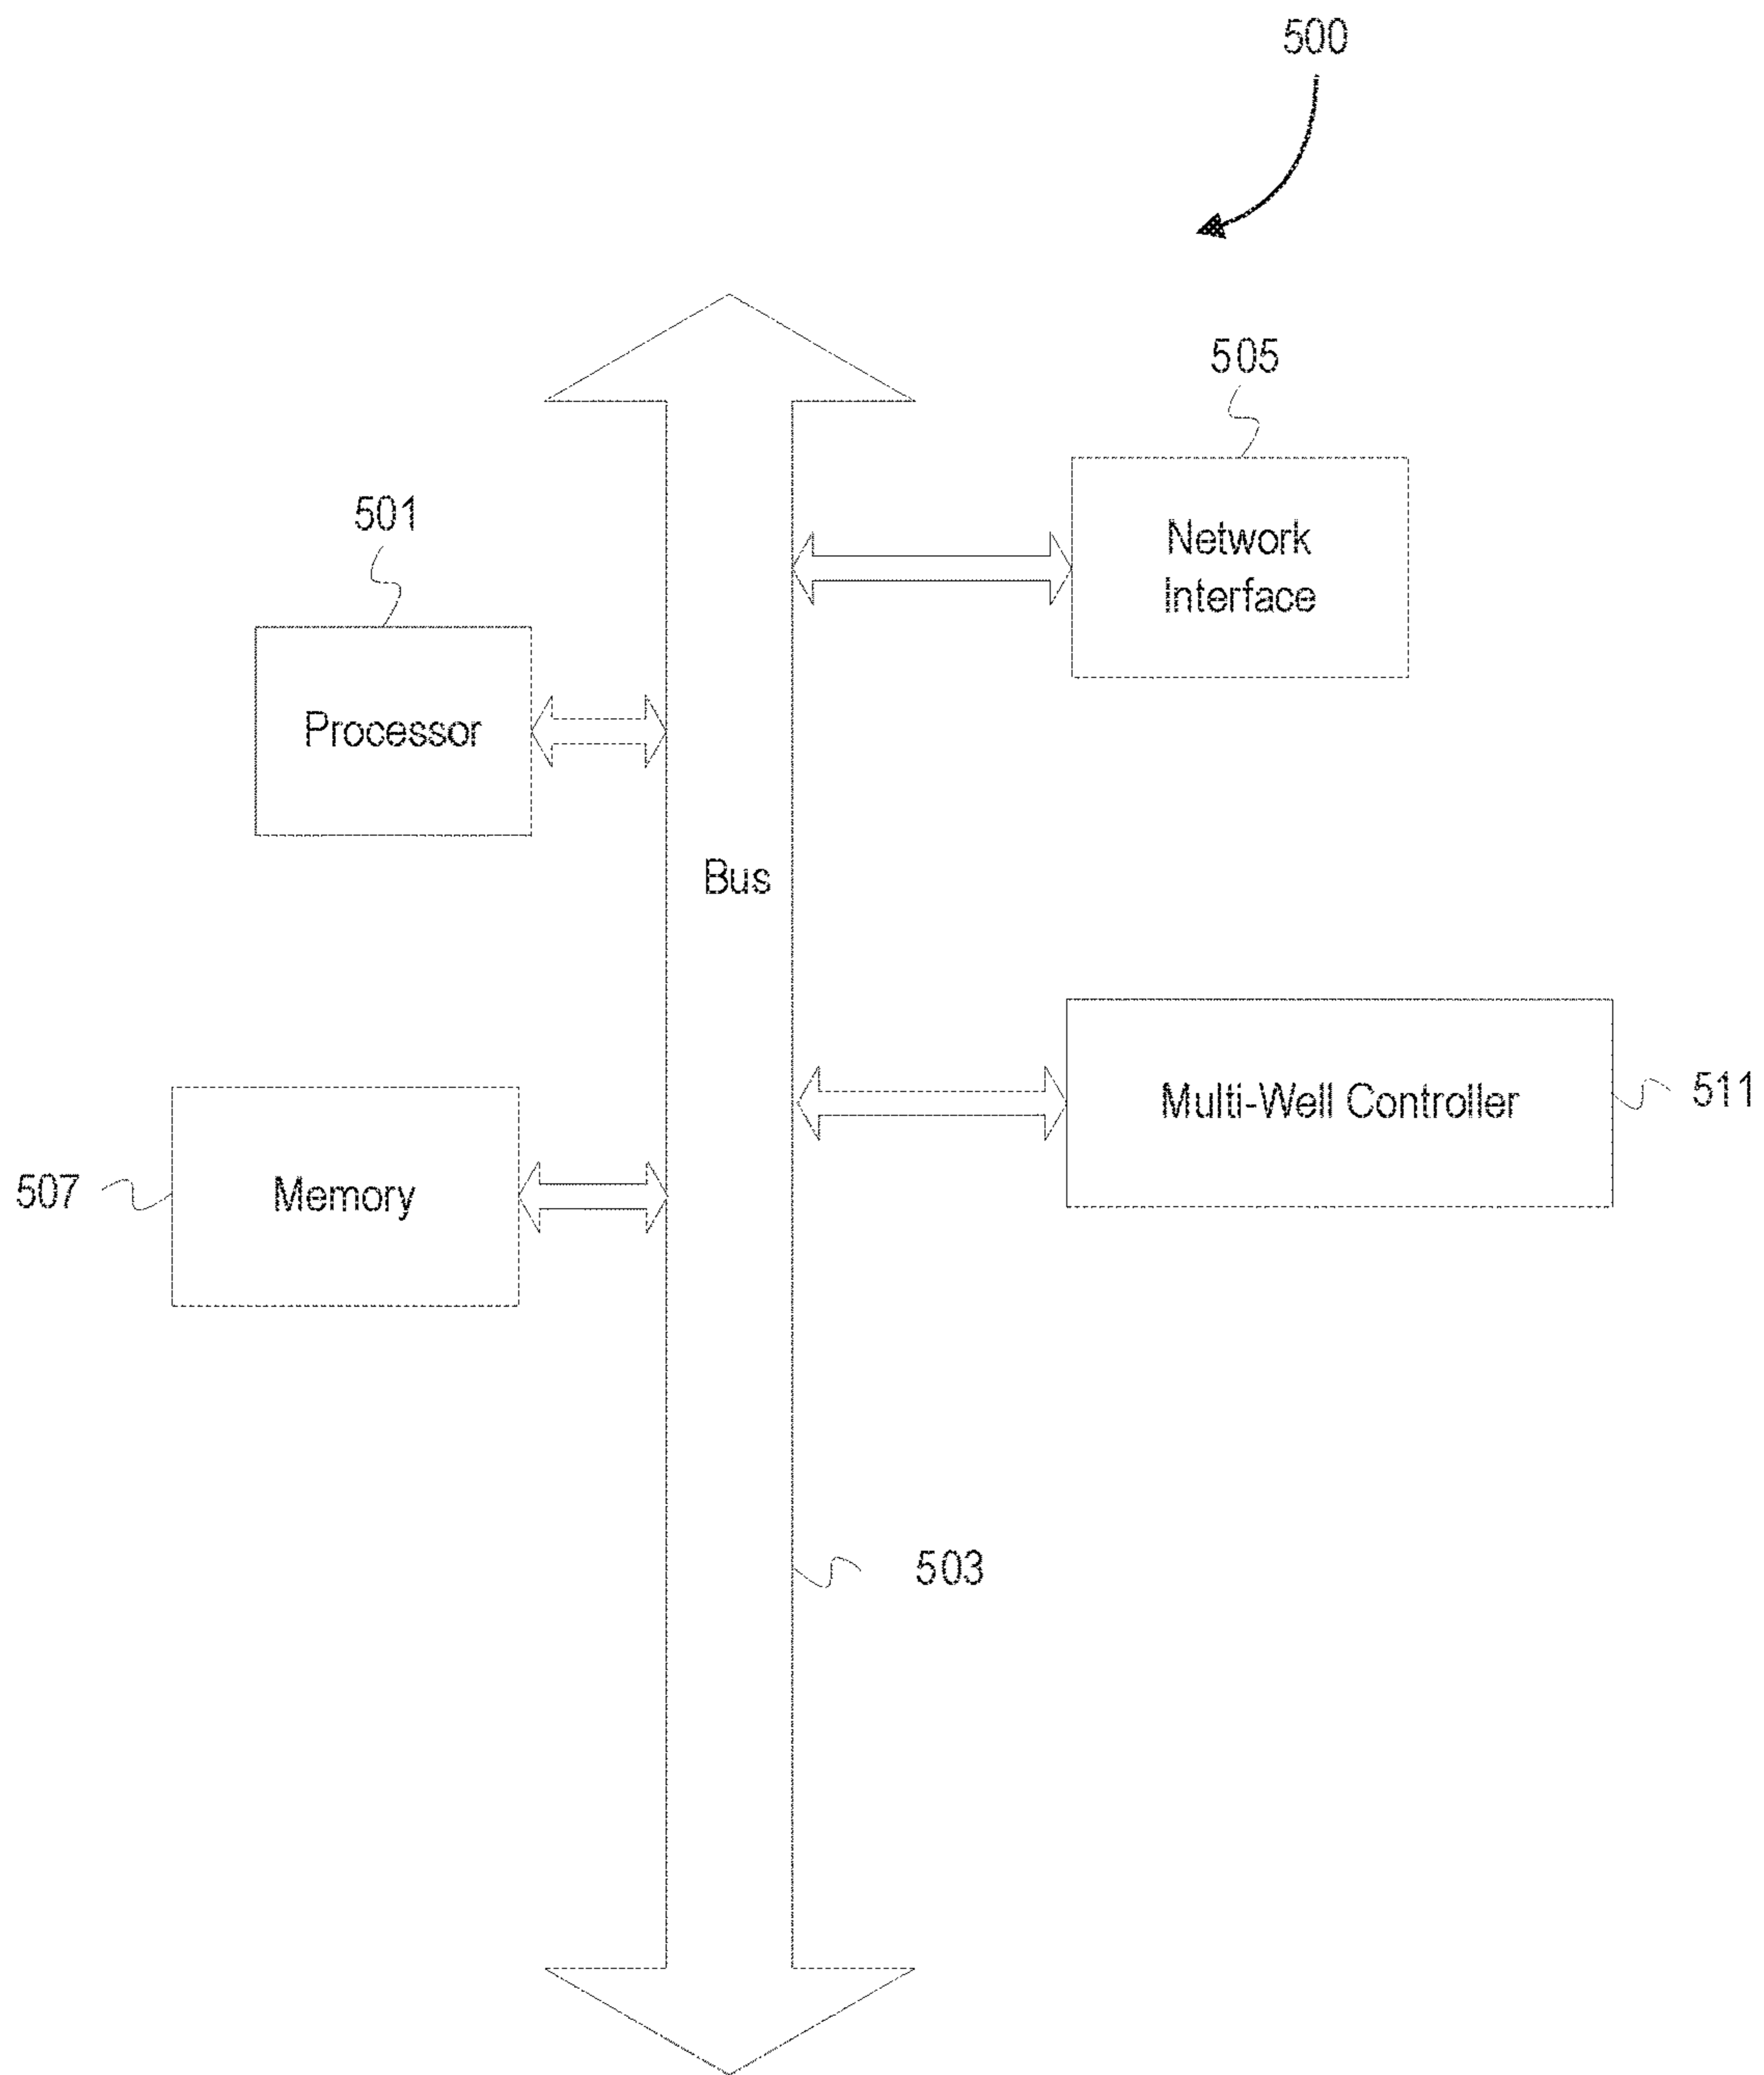 500
505
Network
Interface
501
Processor
Bus
Multi-Well Controller
511
507
Memory
503